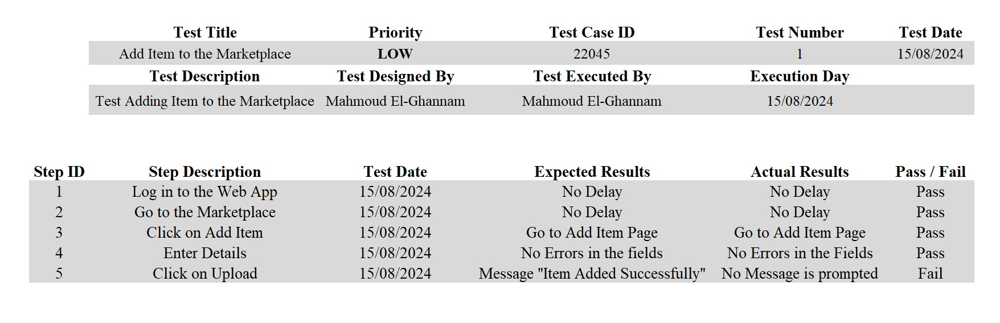 Test Title Priority Test Case ID Test Number Test Date
Add Item to the Marketplace LOW 22045 1 15/08/2024
Test Description Test Designed By Test Executed By Execution Day
Test Adding Item to the Marketplace Mahmoud El-Ghannam Mahmoud El-Ghannam 15/08/2024
Step ID Step Description Test Date Expected Results Actual Results Pass / Fail
1 Log in to the Web App 15/08/2024 No Delay No Delay Pass
2 Go to the Marketplace 15/08/2024 No Delay No Delay Pass
3 Click on Add Item 15/08/2024 Go to Add Item Page Go to Add Item Page Pass
4 Enter Details 15/08/2024 No Errors in the fields No Errors in the Fields Pass
5 Click on Upload 15/08/2024 Message "Item Added Successfully" No Message is prompted Fail